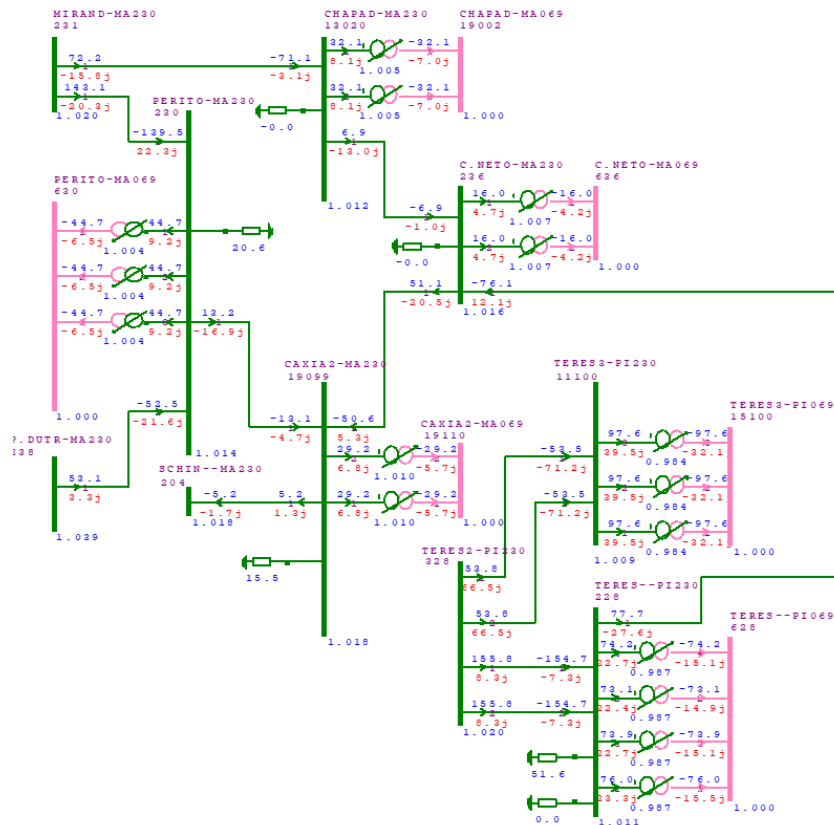 MIRAND-MA230
231
72.2
-15.8j
143.1
-20.3j
1.020
CHAPAD-MA230
13020
-71.1
-3.1j
32.1
8.1j
1.005
32.1
8.1j
1.005
-0.0
6.9
-13.0j
1.012
CHAPAD-MA069
19002
-32.1
-7.0j
-32.1
-7.0j
1.000
PERITO-MA230
230
-139.5
22.3j
44.7
9.2j
1.004
44.7
9.2j
1.004
44.7
9.2j
1.004
20.6
13.2
-16.9j
-52.5
-21.6j
1.014
PERITO-MA069
630
-44.7
-6.5j
-44.7
-6.5j
-44.7
-6.5j
1.000
C.NETO-MA230
236
-6.9
-1.0j
16.0
4.7j
1.007
16.0
4.7j
1.007
-0.0
51.1
-20.5j
-76.1
12.1j
1.016
C.NETO-MA069
636
-16.0
-4.2j
-16.0
-4.2j
1.000
P.DUTR-MA230
238
53.1
3.3j
1.039
SCHIN--MA230
204
-5.2
-1.7j
1.018
CAXIA2-MA230
19099
-13.1
-4.7j
-50.6
5.3j
29.2
6.8j
1.010
5.2
1.3j
29.2
6.8j
1.010
15.5
1.018
CAXIA2-MA069
19110
-29.2
-5.7j
-29.2
-5.7j
1.000
TERES2-PI230
328
53.8
66.5j
53.8
66.5j
155.8
8.3j
155.8
8.3j
1.020
TERES3-PI230
11100
-53.5
-71.2j
-53.5
-71.2j
97.6
39.5j
0.984
97.6
39.5j
0.984
97.6
39.5j
0.984
1.009
TERES3-PI069
15100
-97.6
-32.1j
-97.6
-32.1j
-97.6
-32.1j
1.000
TERES--PI230
228
77.7
-27.6j
-154.7
-7.3j
-154.7
-7.3j
74.2
22.7j
0.987
73.1
22.4j
0.987
73.9
22.7j
0.987
76.0
23.3j
0.987
51.6
0.0
1.011
TERES--PI069
628
-74.2
-15.1j
-73.1
-14.9j
-73.9
-15.1j
-76.0
-15.5j
1.000